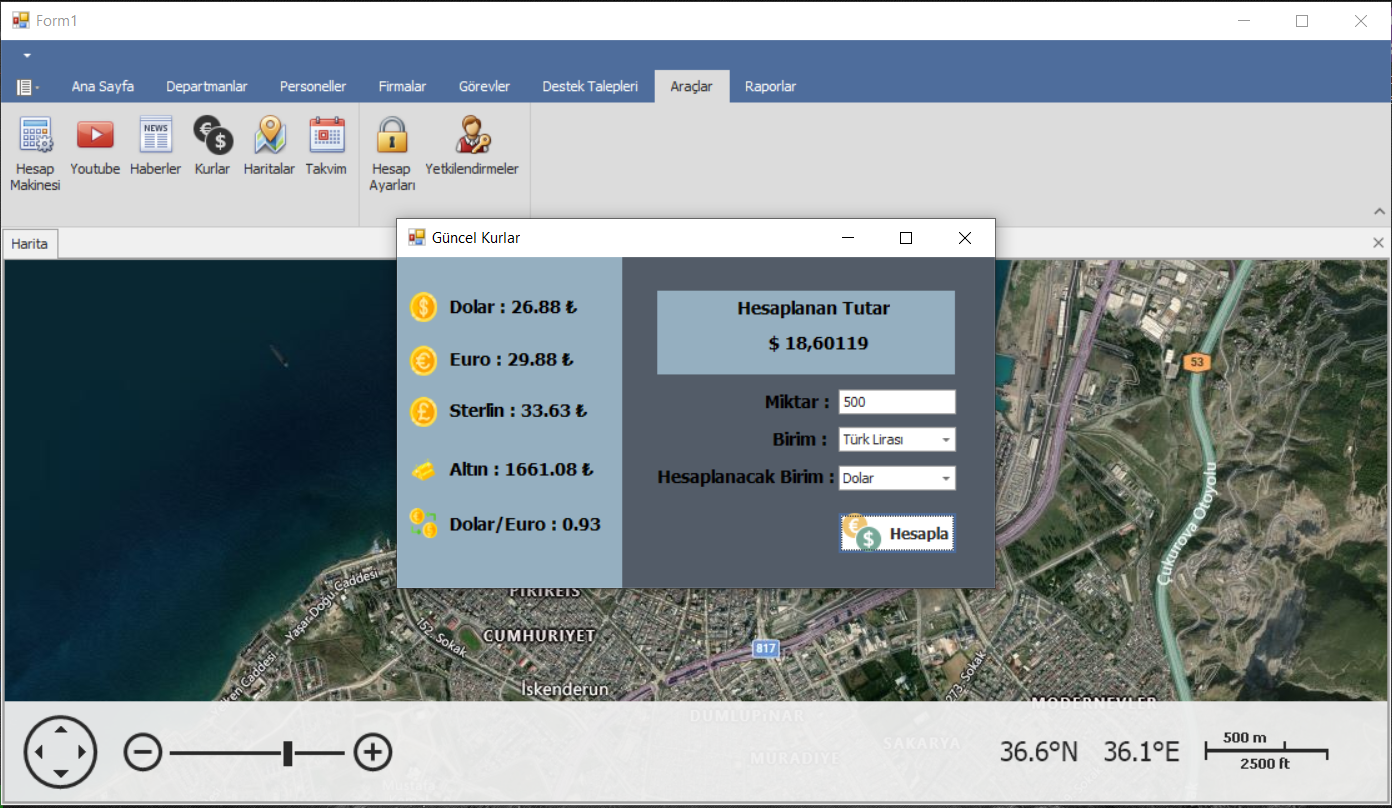 Form1
Ana Sayfa
Departmanlar
Personeller
Firmalar
Görevler
Destek Talepleri
Araçlar
Raporlar
Hesap
Makinesi
Youtube
NEWS
Haberler
Kurlar
Haritalar
Takvim
Hesap
Ayarları
Yetkilendirmeler
Harita
Güncel Kurlar
Dolar : 26.88 ₺
Euro : 29.88 ₺
Sterlin : 33.63 ₺
Altın : 1661.08 ₺
Dolar/Euro : 0.93
Hesaplanan Tutar
$ 18,60119
Miktar :
500
Birim :
Türk Lirası
Hesaplanacak Birim :
Dolar
Hesapla
53
Çukurova Otoyolu
Yaşar Doğu Caddesi
PİRİREİS
152. Sokak
CUMHURIYET
817
Caddesi
İskenderun
273. Sokak
MODERNEVLER
DUMLUPINAR
SAKARYA
MURADIYE
36.6°N
36.1°E
500 m
2500 ft